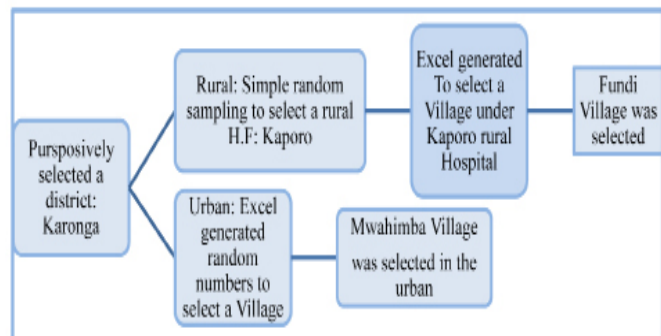 Pursposively
selected a
district:
Karonga
Rural: Simple random
sampling to select a rural
H.F: Kaporo
Excel generated
To select a
Village under
Kaporo rural
Hospital
Fundi
Village was
selected
Urban: Excel
generated
random
numbers to
select a Village
Mwahimba Village
was selected in the
urban